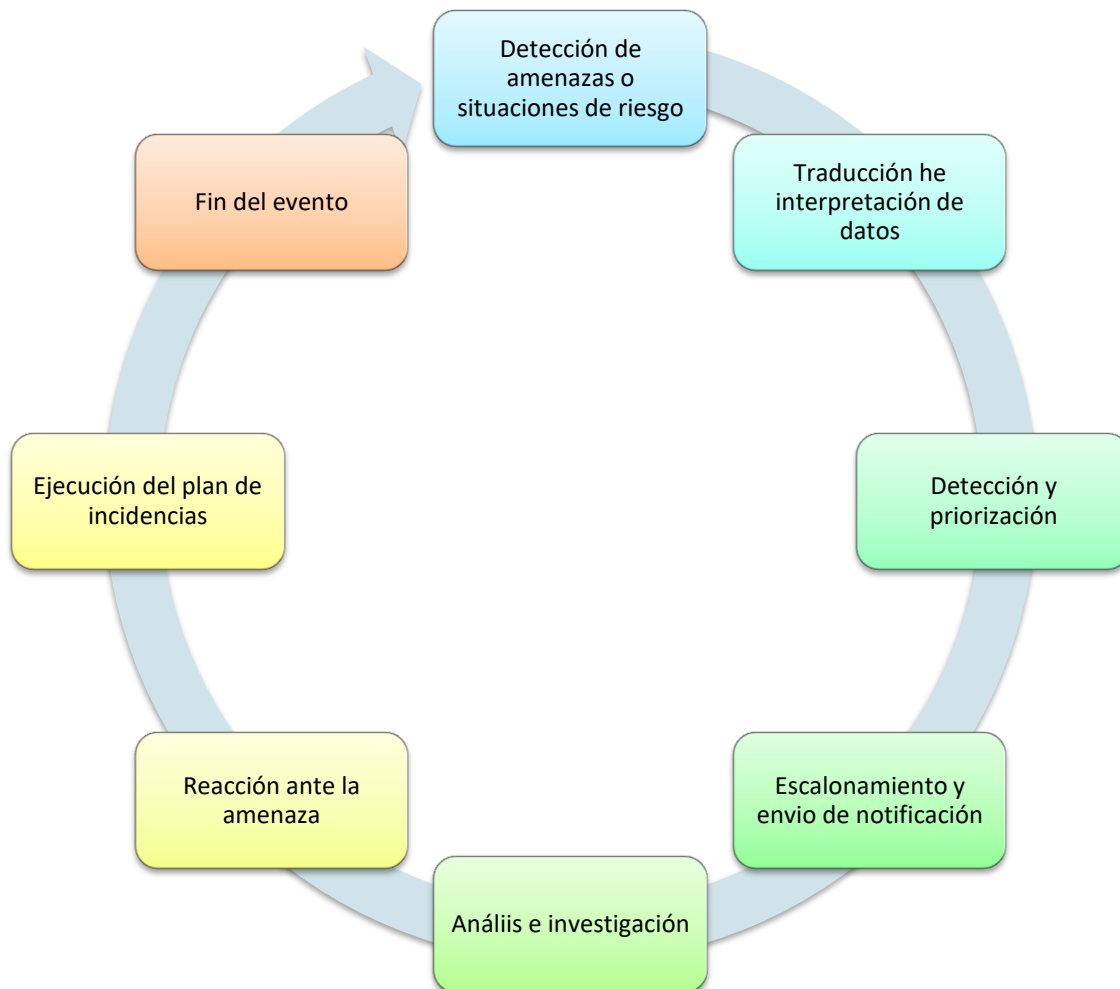 Detección de
amenazas o
situaciones de riesgo
Traducción he
interpretación de
datos
Detección y
priorización
Escalonamiento y
envio de notificación
Análiis e investigación
Reacción ante la
amenaza
Ejecución del plan de
incidencias
Fin del evento